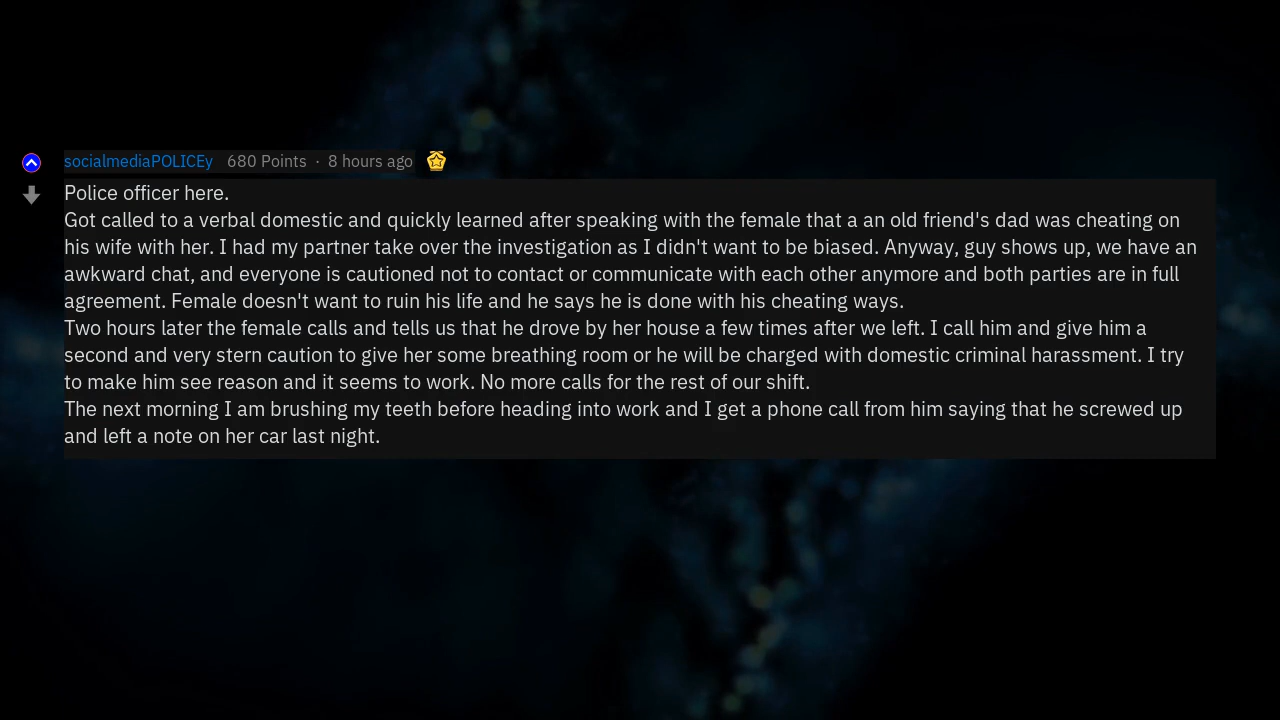 socialmediaPOLICEy 680 Points · 8 hours ago
Police officer here.
Got called to a verbal domestic and quickly learned after speaking with the female that a an old friend's dad was cheating on
his wife with her. I had my partner take over the investigation as I didn't want to be biased. Anyway, guy shows up, we have an
awkward chat, and everyone is cautioned not to contact or communicate with each other anymore and both parties are in full
agreement. Female doesn't want to ruin his life and he says he is done with his cheating ways.
Two hours later the female calls and tells us that he drove by her house a few times after we left. I call him and give him a
second and very stern caution to give her some breathing room or he will be charged with domestic criminal harassment. I try
to make him see reason and it seems to work. No more calls for the rest of our shift.
The next morning I am brushing my teeth before heading into work and I get a phone call from him saying that he screwed up
and left a note on her car last night.